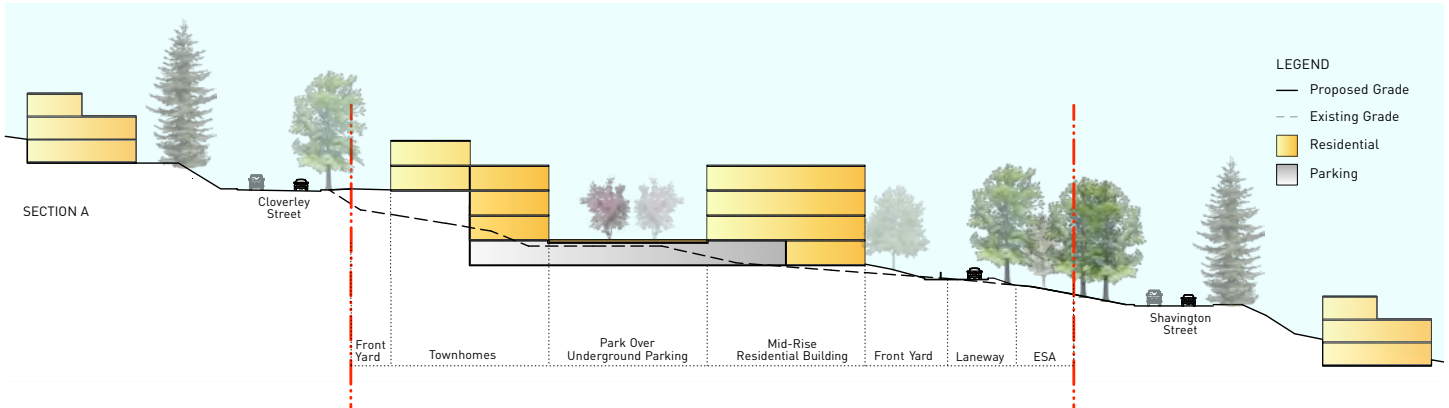 LEGEND
Proposed Grade
Existing Grade
Residential
Parking
SECTION A
Cloverley
Street
Shavington
Street
Front
Yard
Townhomes
Park Over
Underground Parking
Mid-Rise
Residential Building
Front Yard
Laneway
ESA